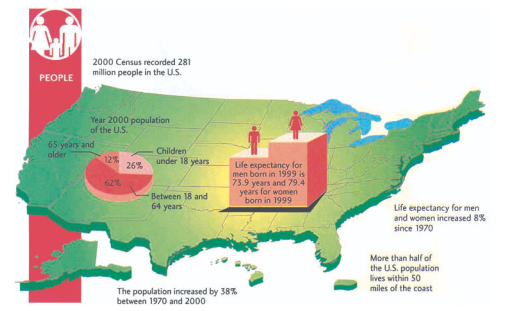 PEOPLE
2000 Census recorded 281
million people in the U.S.
Year 2000 population
of the U.S.
65 years and
older
12%
26%
62%
Children
under 18 years
Between 18 and
64 years
Life expectancy for
men born in 1999 is
73.9 years and 79.4
years for women
born in 1999
Life expectancy for men
and women increased 8%
since 1970
More than half of
the U.S. population
lives within 50
miles of the coast
The population increased by 38%
between 1970 and 2000